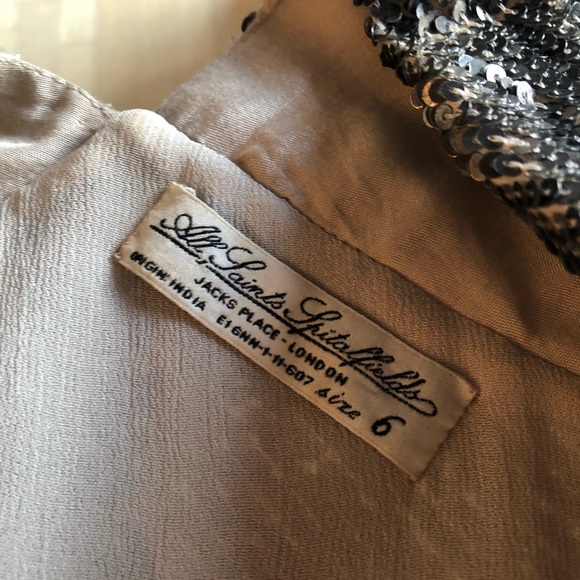 All Saints Spitalfields
JACKS PLACE - LONDON
ORIGIN: INDIA E1 6NN-1-11-607 size 6